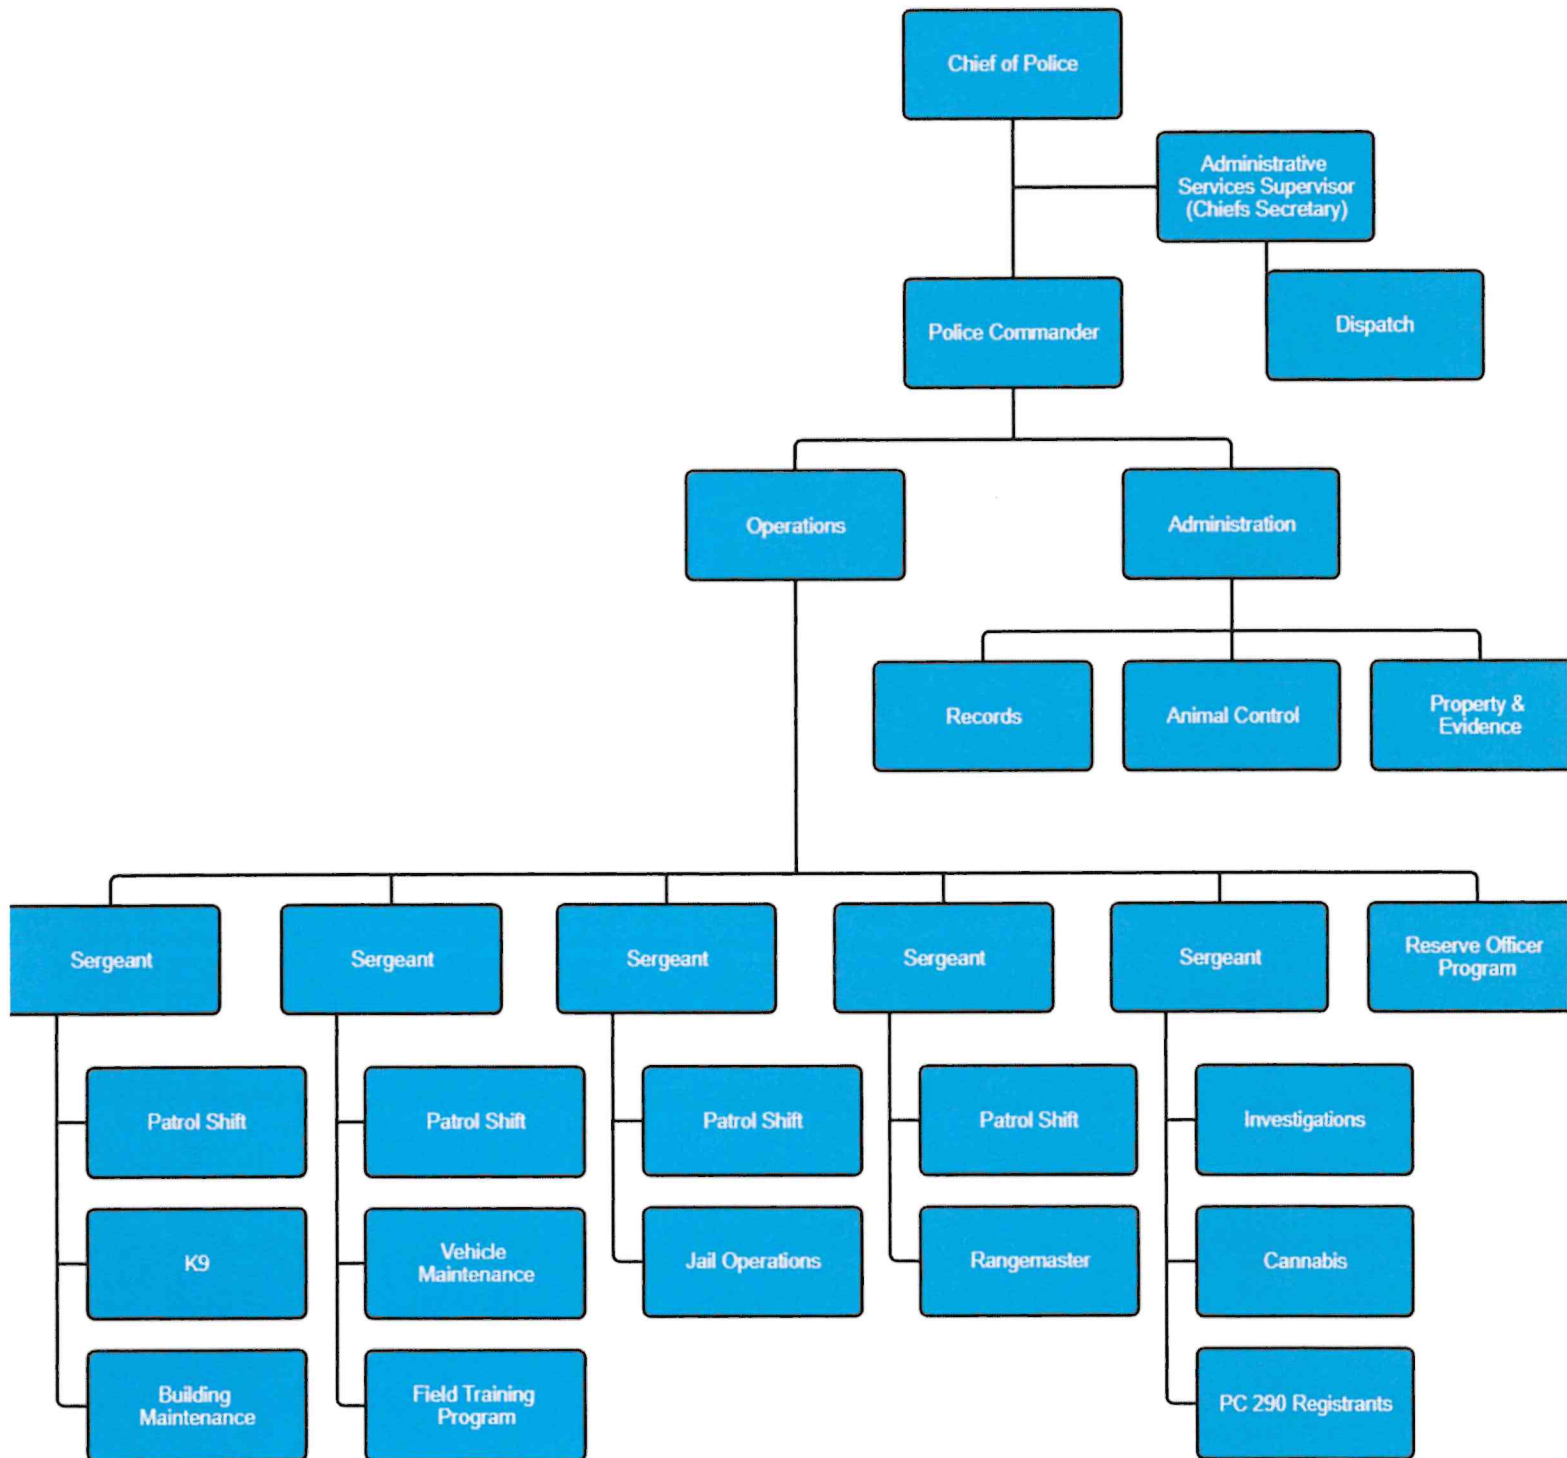 Chief of Police
Administrative
Services Supervisor
(Chiefs Secretary)
Police Commander
Dispatch
Operations
Administration
Records
Animal Control
Property &
Evidence
Sergeant
Sergeant
Sergeant
Sergeant
Sergeant
Reserve Officer
Program
Patrol Shift
Patrol Shift
Patrol Shift
Patrol Shift
Investigations
K9
Vehicle
Maintenance
Jail Operations
Rangemaster
Cannabis
Building
Maintenance
Field Training
Program
PC 290 Registrants